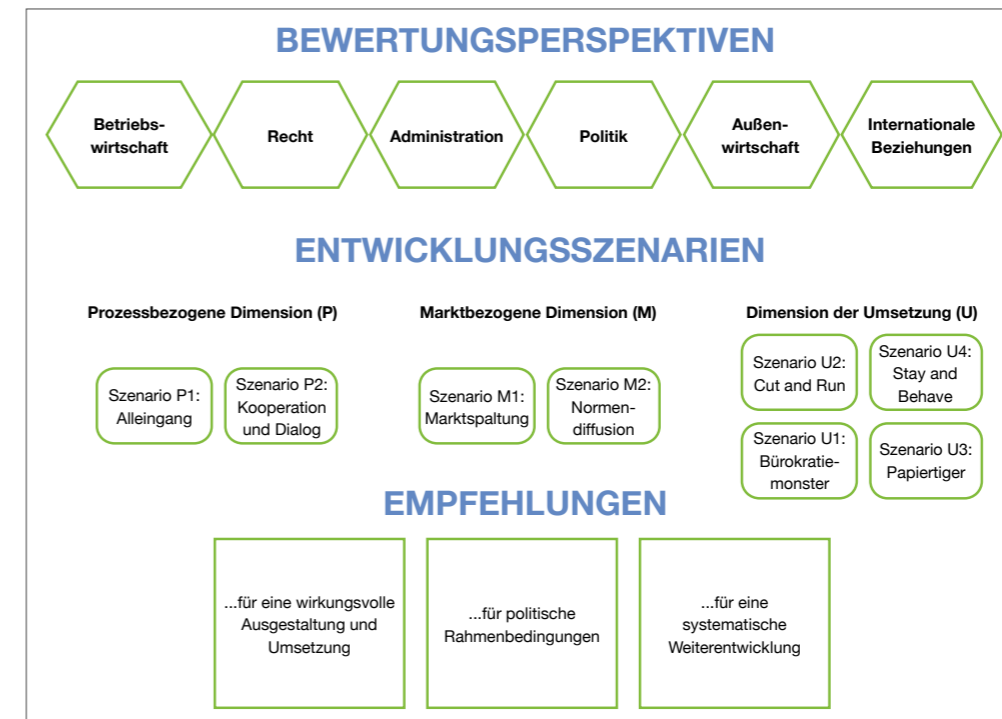 BEWERTUNGSPERSPEKTIVEN
Betriebs-
wirtschaft
Recht
Administration
Politik
Außen-
wirtschaft
Internationale
Beziehungen
ENTWICKLUNGSSZENARIEN
Prozessbezogene Dimension (P)
Szenario P1:
Alleingang
Szenario P2:
Kooperation
und Dialog
Marktbezogene Dimension (M)
Szenario M1:
Marktspaltung
Szenario M2:
Normen-
diffusion
Dimension der Umsetzung (U)
Szenario U2:
Cut and Run
Szenario U4:
Stay and
Behave
Szenario U1:
Bürokratie-
monster
Szenario U3:
Papiertiger
EMPFEHLUNGEN
...für eine wirkungsvolle
Ausgestaltung und
Umsetzung
...für politische
Rahmenbedingungen
...für eine
systematische
Weiterentwicklung